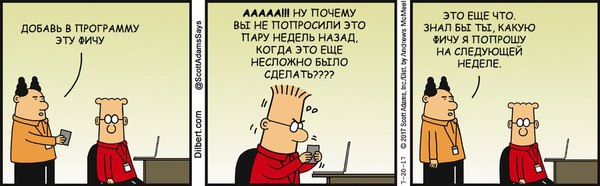 ДОБАВЬ В ПРОГРАММУ
ЭТУ ФИЧУ
Dilbert.com @ScottAdamsSays
ААААА!!! НУ ПОЧЕМУ
ВЫ НЕ ПОПРОСИЛИ ЭТО
ПАРУ НЕДЕЛЬ НАЗАД,
КОГДА ЭТО ЕЩЕ
НЕСЛОЖНО БЫЛО
СДЕЛАТЬ????
ЭТО ЕЩЕ ЧТО.
ЗНАЛ БЫ ТЫ, КАКУЮ
ФИЧУ Я ПОПРОШУ
НА СЛЕДУЮЩЕЙ
НЕДЕЛЕ.
7-20-17 © 2017 Scott Adams, Inc./Dist. by Andrews McMeel